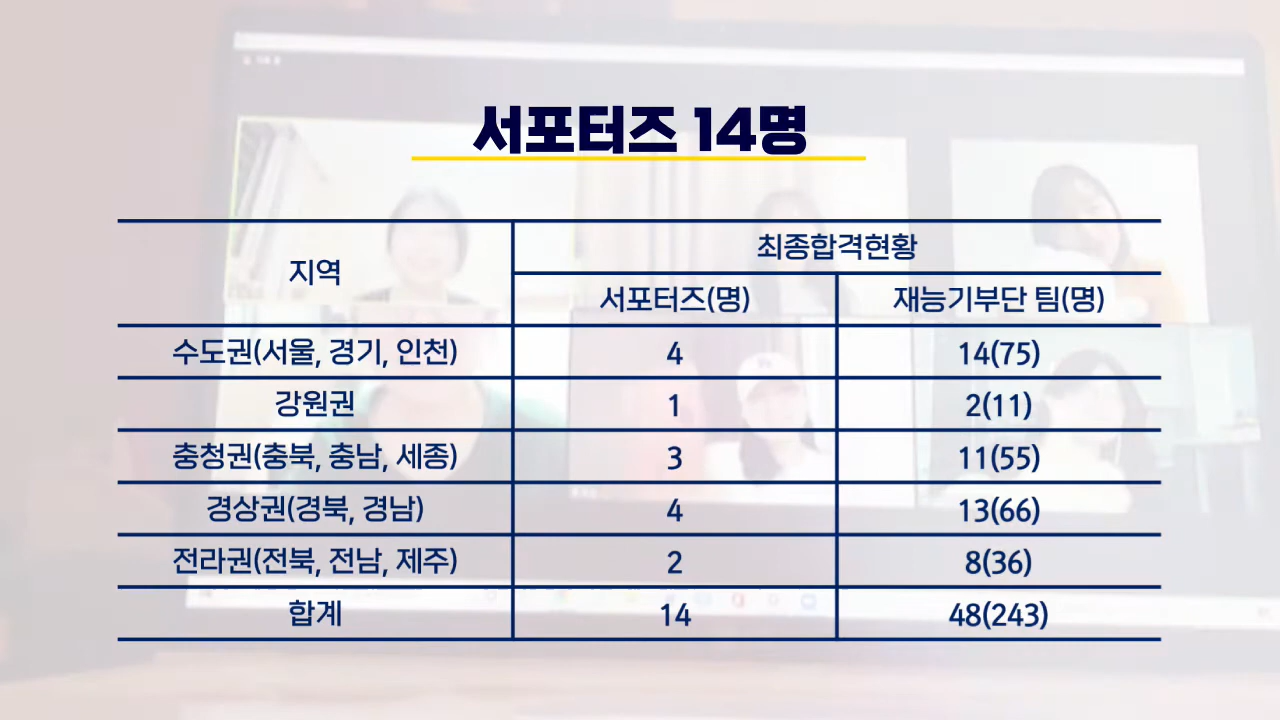 서포터즈 14명
지역
최종합격현황
서포터즈(명) 재능기부단 팀(명)
수도권(서울, 경기, 인천) 4 14(75)
강원권 1 2(11)
충청권(충북, 충남, 세종) 3 11(55)
경상권(경북, 경남) 4 13(66)
전라권(전북, 전남, 제주) 2 8(36)
합계 14 48(243)